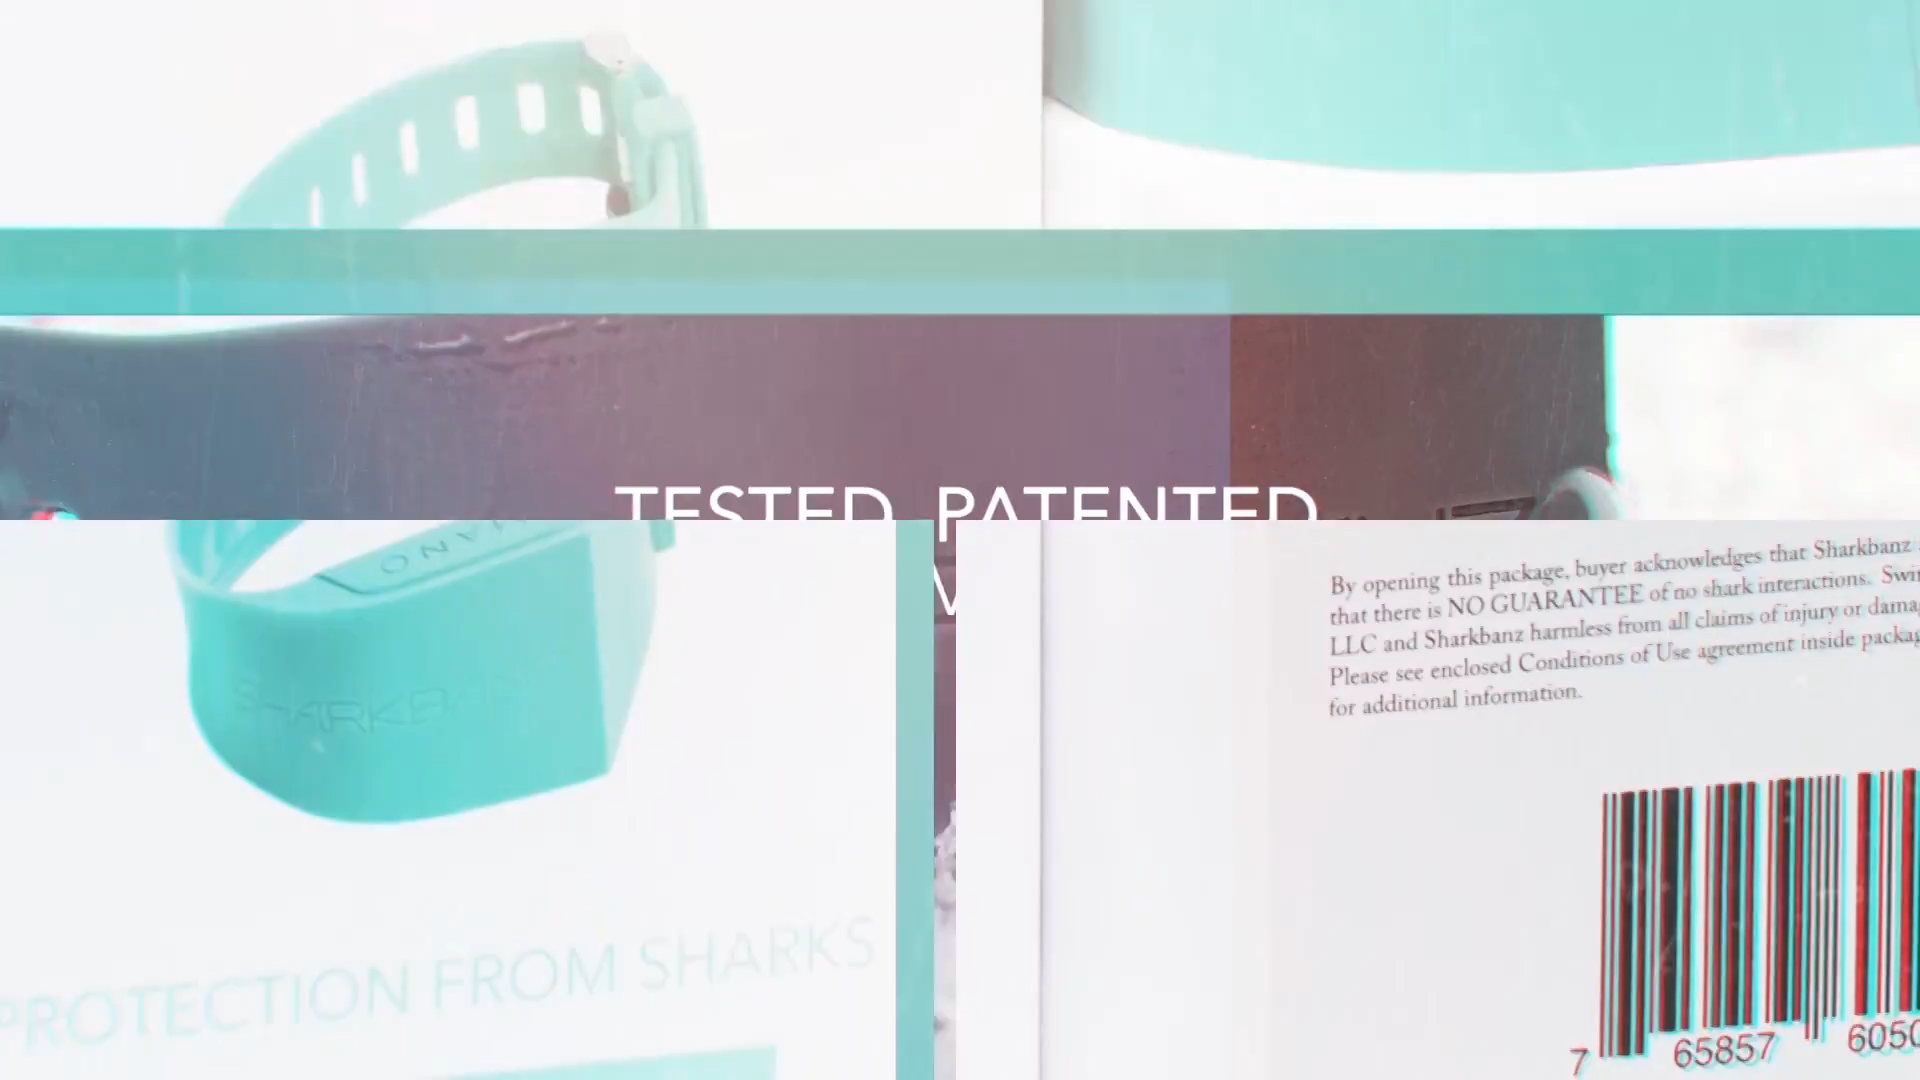 TESTED, PATENTED
SHARKBAN
PROTECTION FROM SHARKS
By opening this package, buyer acknowledges that Sharkbanz
that there is NO GUARANTEE of no shark interactions.
LLC and Sharkbanz harmless from all claims of injury or
Please see enclosed Conditions of Use agreement inside
for additional information.
7 65857 6050